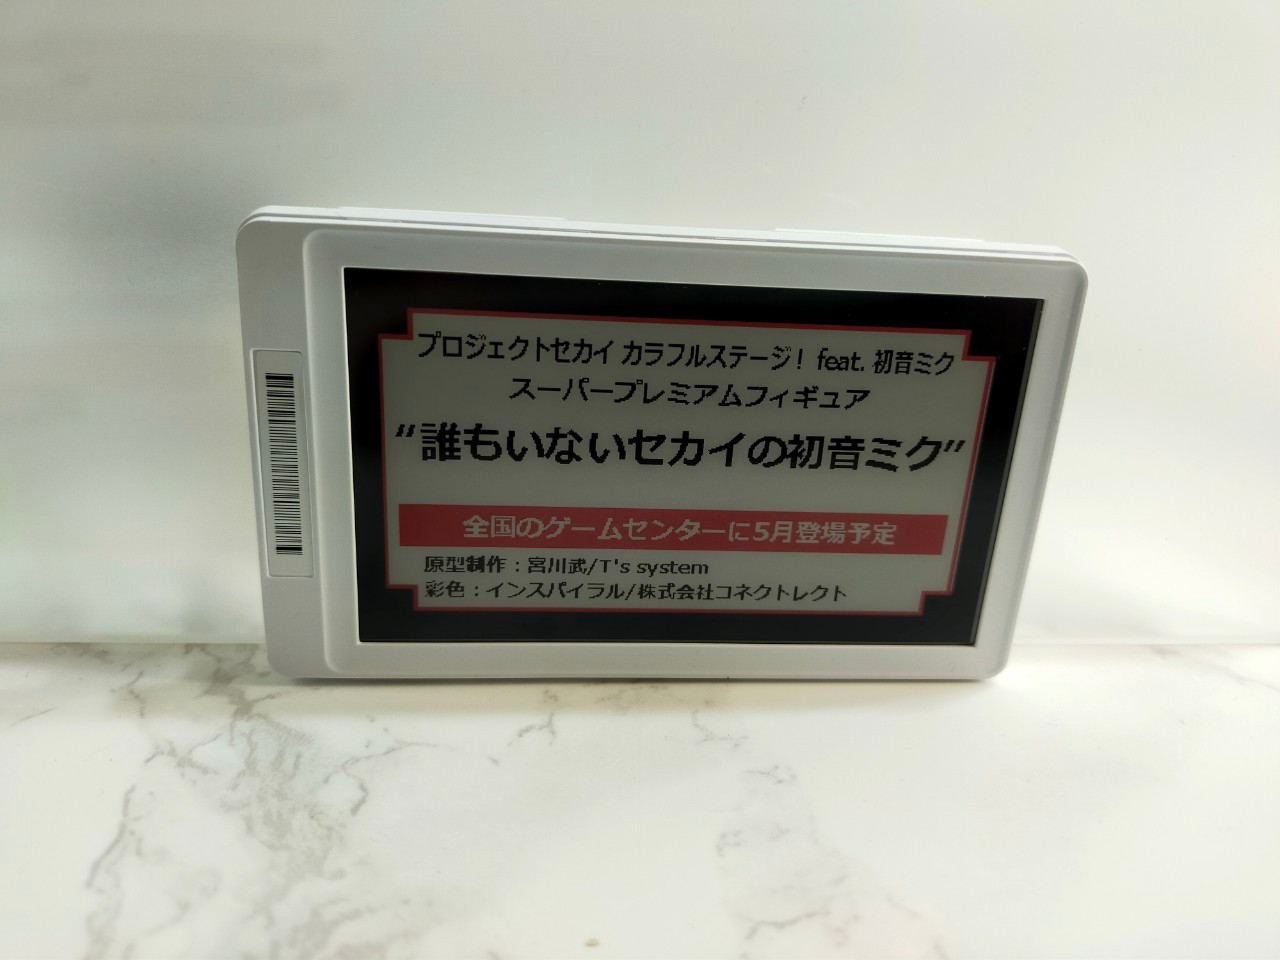 プロジェクトセカイ カラフルステージ！ feat. 初音ミク
スーパープレミアムフィギュア
“誰もいないセカイの初音ミク”
全国のゲームセンターに5月登場予定
原型制作：宮川武/T's system
彩色：インスパイラル/株式会社コネクトレクト